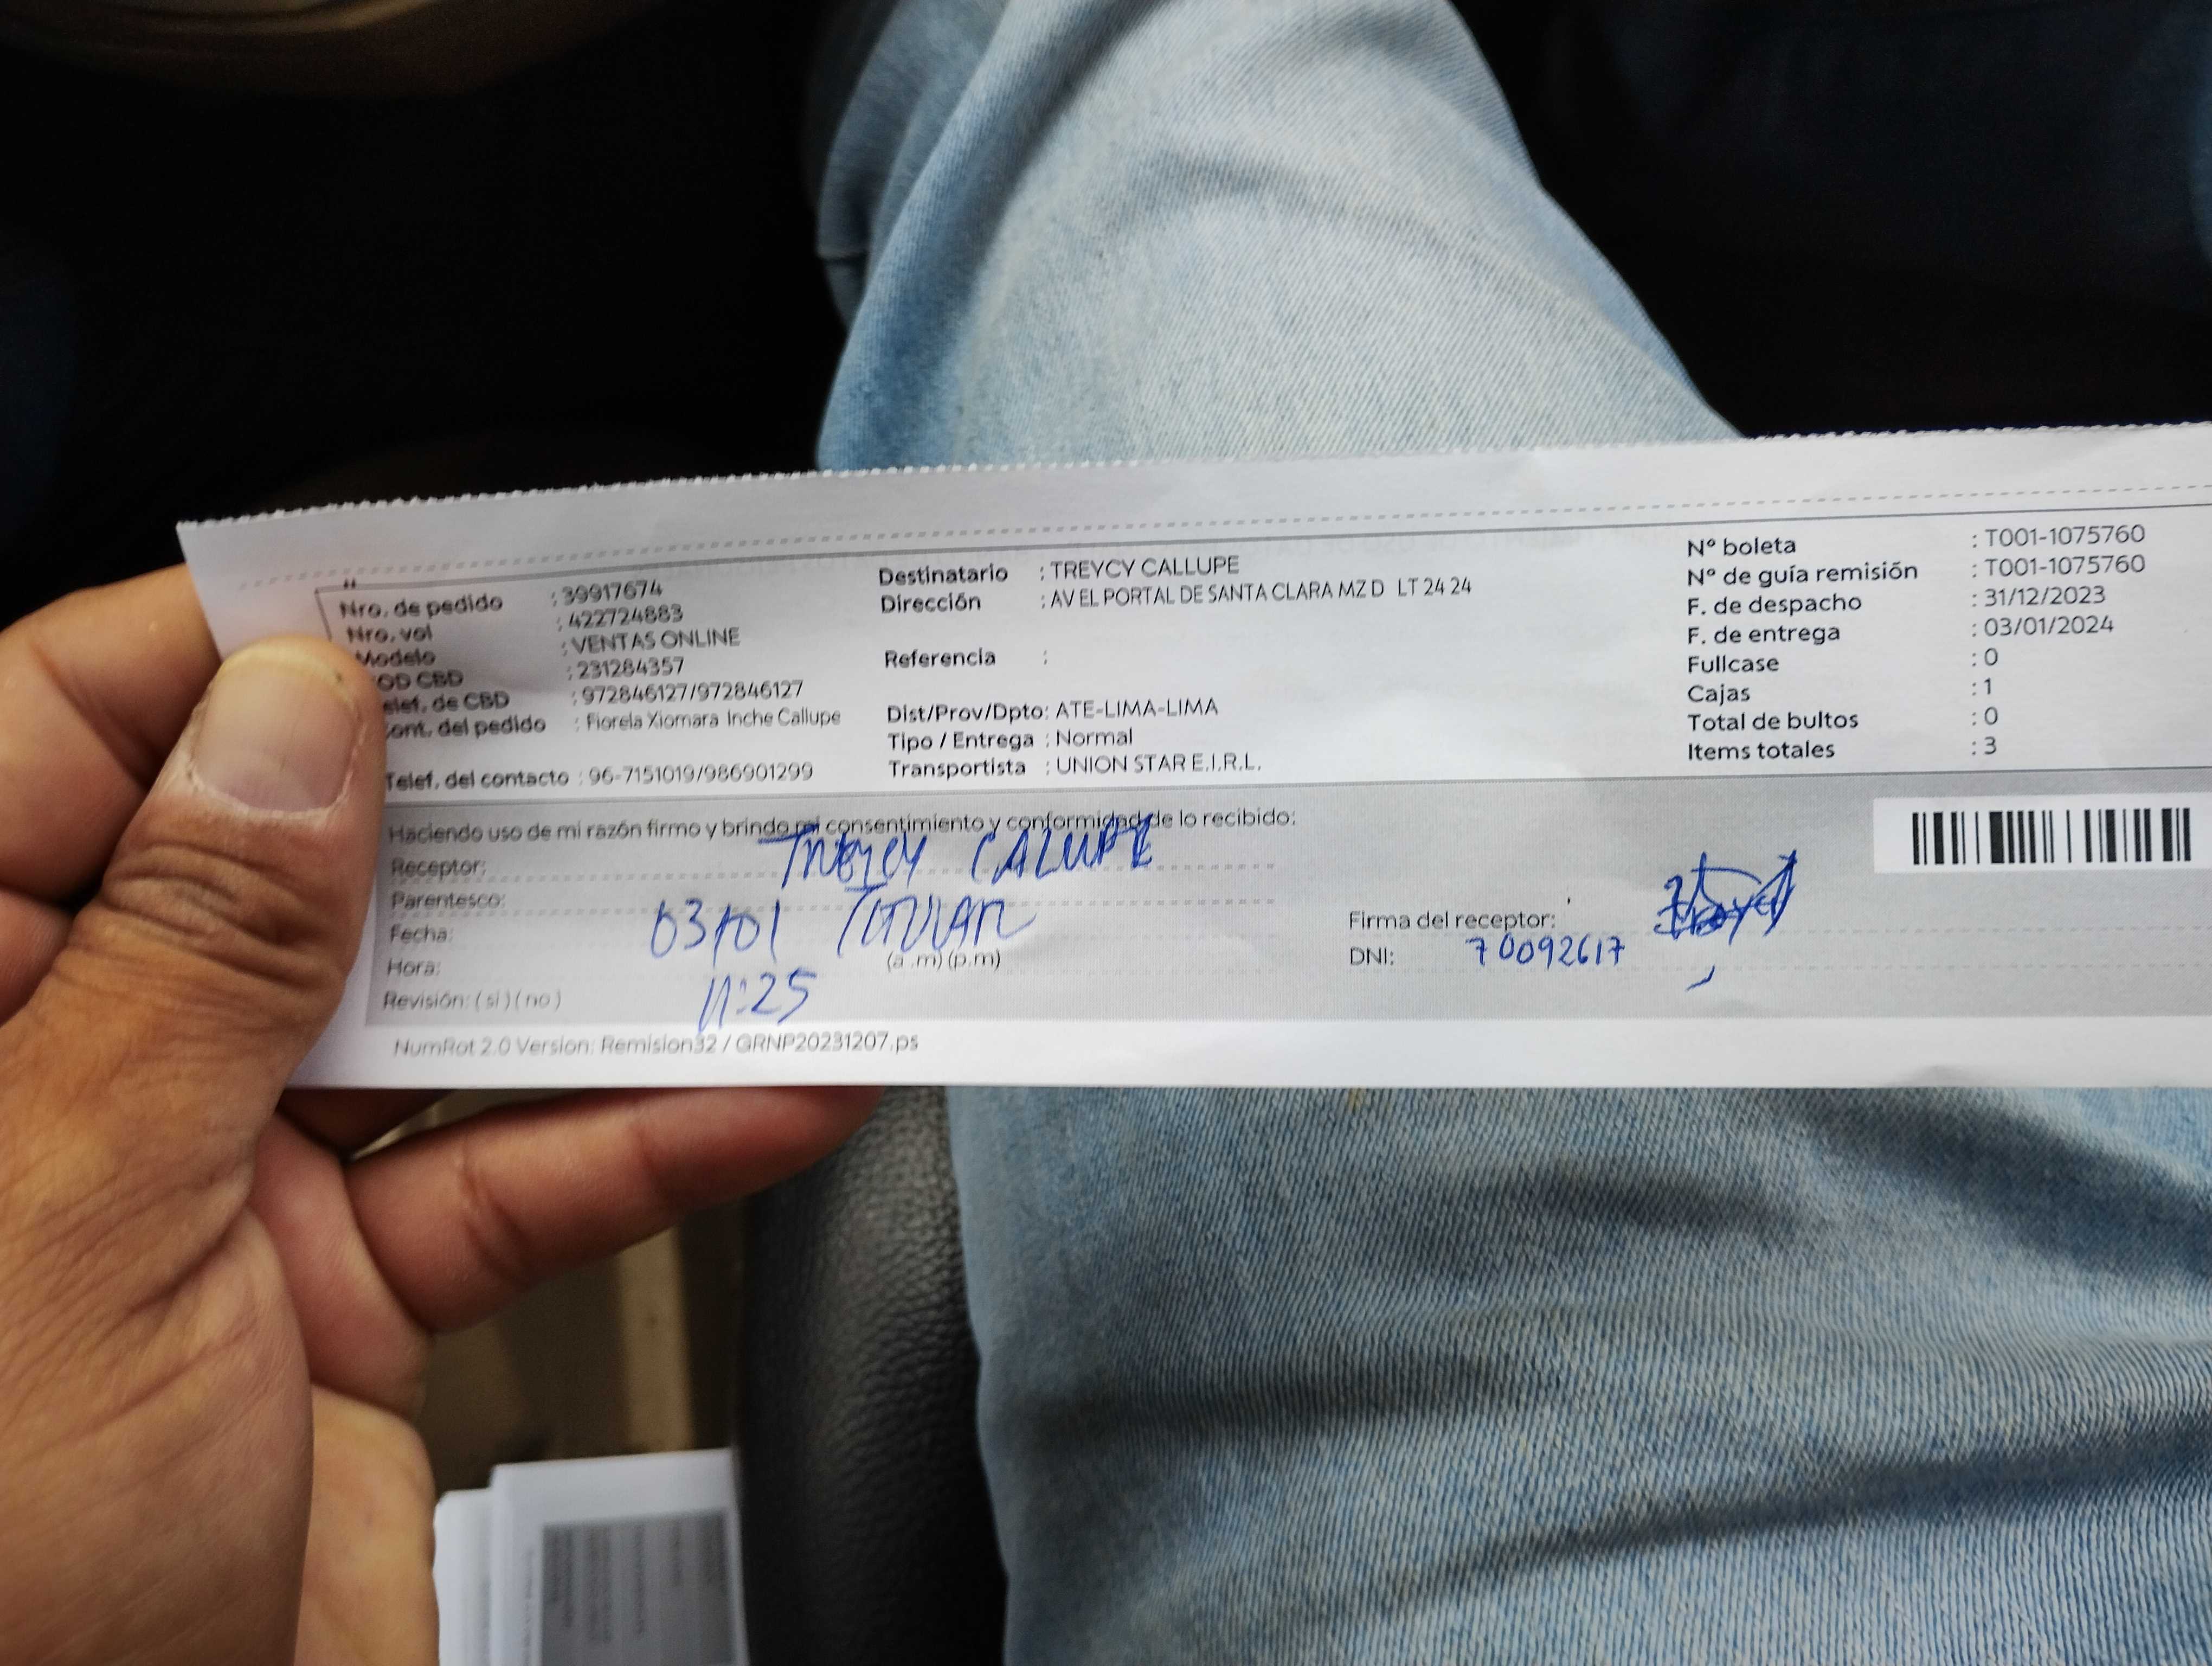 Nro. de pedido : 39917674
Nro. vol : 422724883
Modelo : VENTAS ONLINE
OD CBD : 231284357
elef. de CBD : 972846127/972846127
ont. del pedido : Fiorela Xiomara Inche Callupe
Telef. del contacto : 96-7151019/986901299
Destinatario : TREYCY CALLUPE
Dirección : AV EL PORTAL DE SANTA CLARA MZ D LT 24 24
Referencia :
Dist/Prov/Dpto: ATE-LIMA-LIMA
Tipo / Entrega : Normal
Transportista : UNION STAR E.I.R.L.
Nº boleta : T001-1075760
Nº de guía remisión : T001-1075760
F. de despacho : 31/12/2023
F. de entrega : 03/01/2024
Fullcase : 0
Cajas : 1
Total de bultos : 0
Items totales : 3
Haciendo uso de mi razón firmo y brindo mi consentimiento y conformidad de lo recibido:
Receptor: TREYCY CALUPE
Parentesco: TITULAR
Fecha: 03/01
Hora: 11:25 (a .m) (p.m)
Revisión: ( si ) ( no )
Firma del receptor:
DNI: 70092617
NumRot 2.0 Version: Remision32 / GRNP20231207.ps